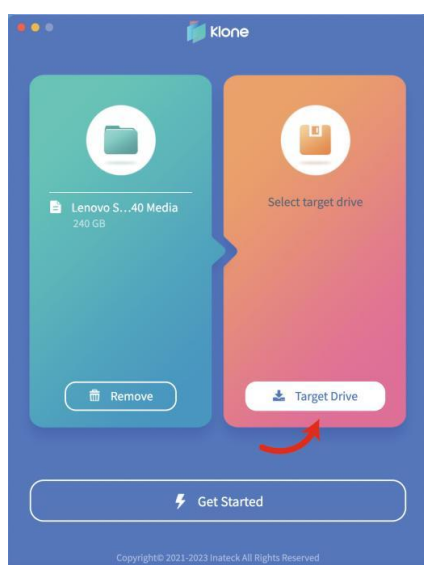 Klone
Lenovo S...40 Media
240 GB
Remove
Select target drive
Target Drive
Get Started
Copyright© 2021-2023 Inateck All Rights Reserved